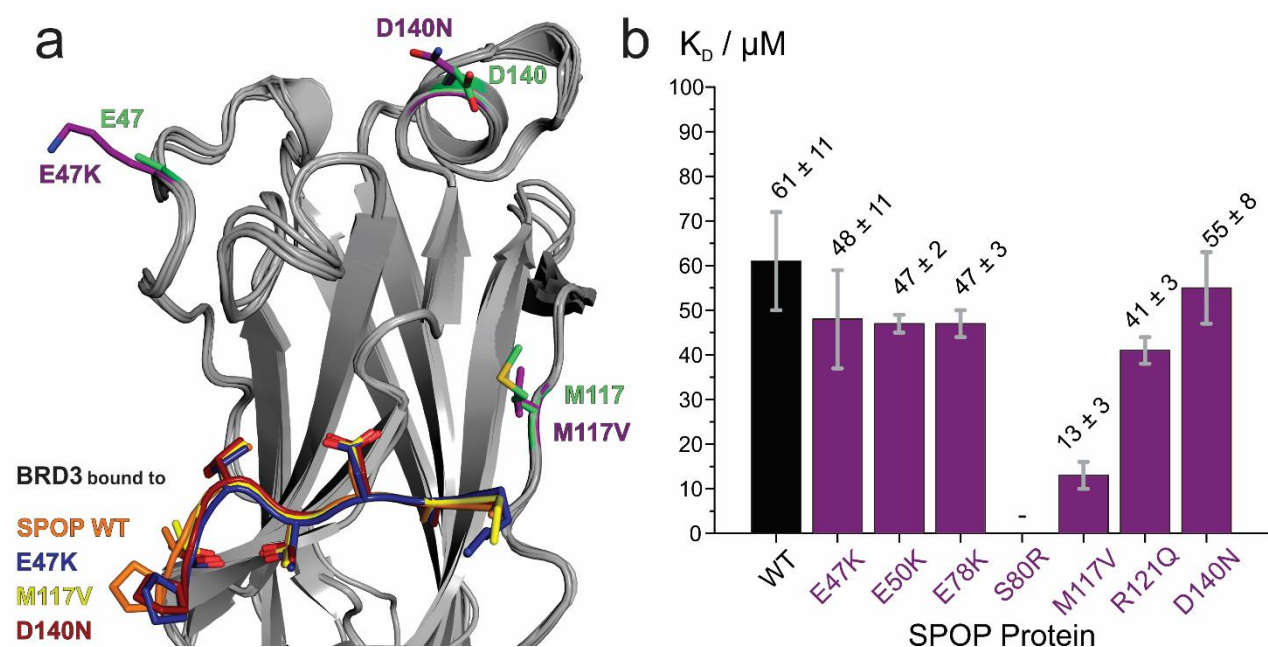 a
D140N
D140
E47
E47K
M117
M117V
BRD3 bound to
SPOP WT
E47K
M117V
D140N
b
K_D / µM
100
90
80
70
60
50
40
30
20
10
0
61 ± 11
48 ± 11
47 ± 2
47 ± 3
-
13 ± 3
41 ± 3
55 ± 8
WT
E47K
E50K
E78K
S80R
M117V
R121Q
D140N
SPOP Protein